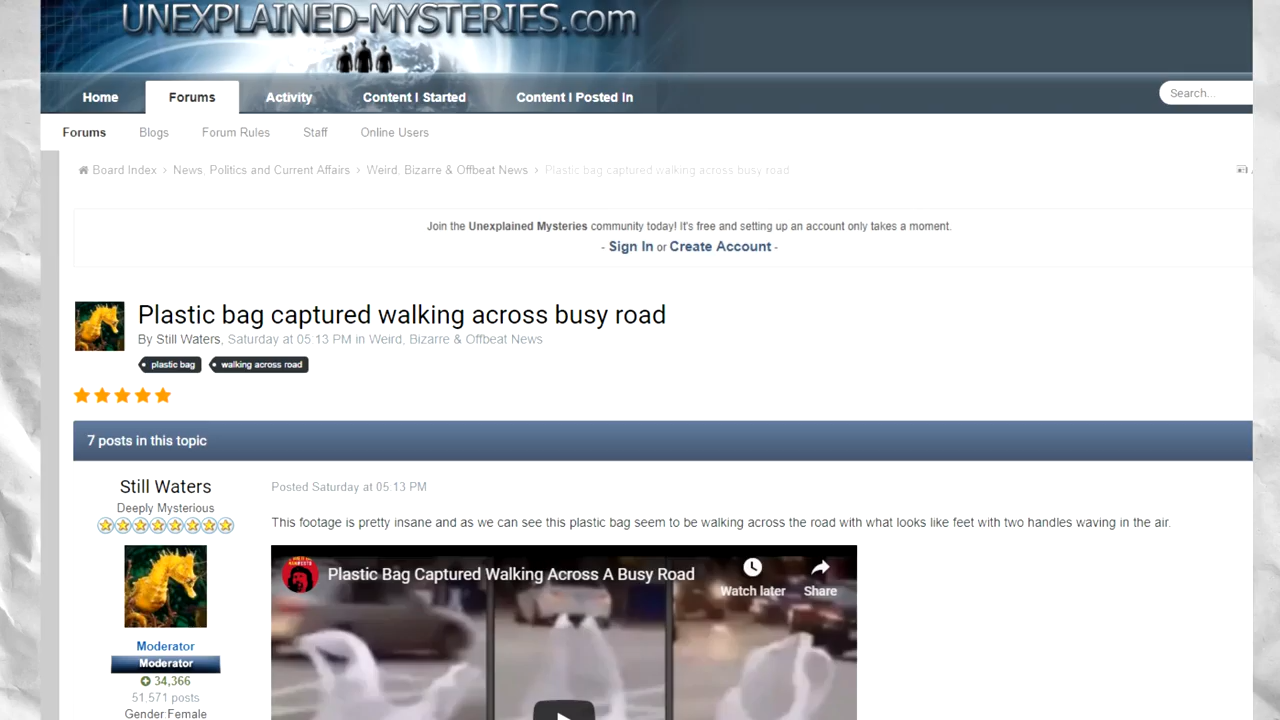 UNEXPLAINED-MYSTERIES.com
Home Forums Activity Content I Started Content I Posted In Search...
Forums Blogs Forum Rules Staff Online Users
Board Index > News, Politics and Current Affairs > Weird, Bizarre & Offbeat News > Plastic bag captured walking across busy road
Join the Unexplained Mysteries community today! It's free and setting up an account only takes a moment.
- Sign In or Create Account -
Plastic bag captured walking across busy road
By Still Waters, Saturday at 05:13 PM in Weird, Bizarre & Offbeat News
plastic bag walking across road
7 posts in this topic
Still Waters
Deeply Mysterious
Posted Saturday at 05:13 PM
This footage is pretty insane and as we can see this plastic bag seem to be walking across the road with what looks like feet with two handles waving in the air.
Plastic Bag Captured Walking Across A Busy Road
Watch later Share
Moderator
Moderator
34,366
51,571 posts
Gender:Female